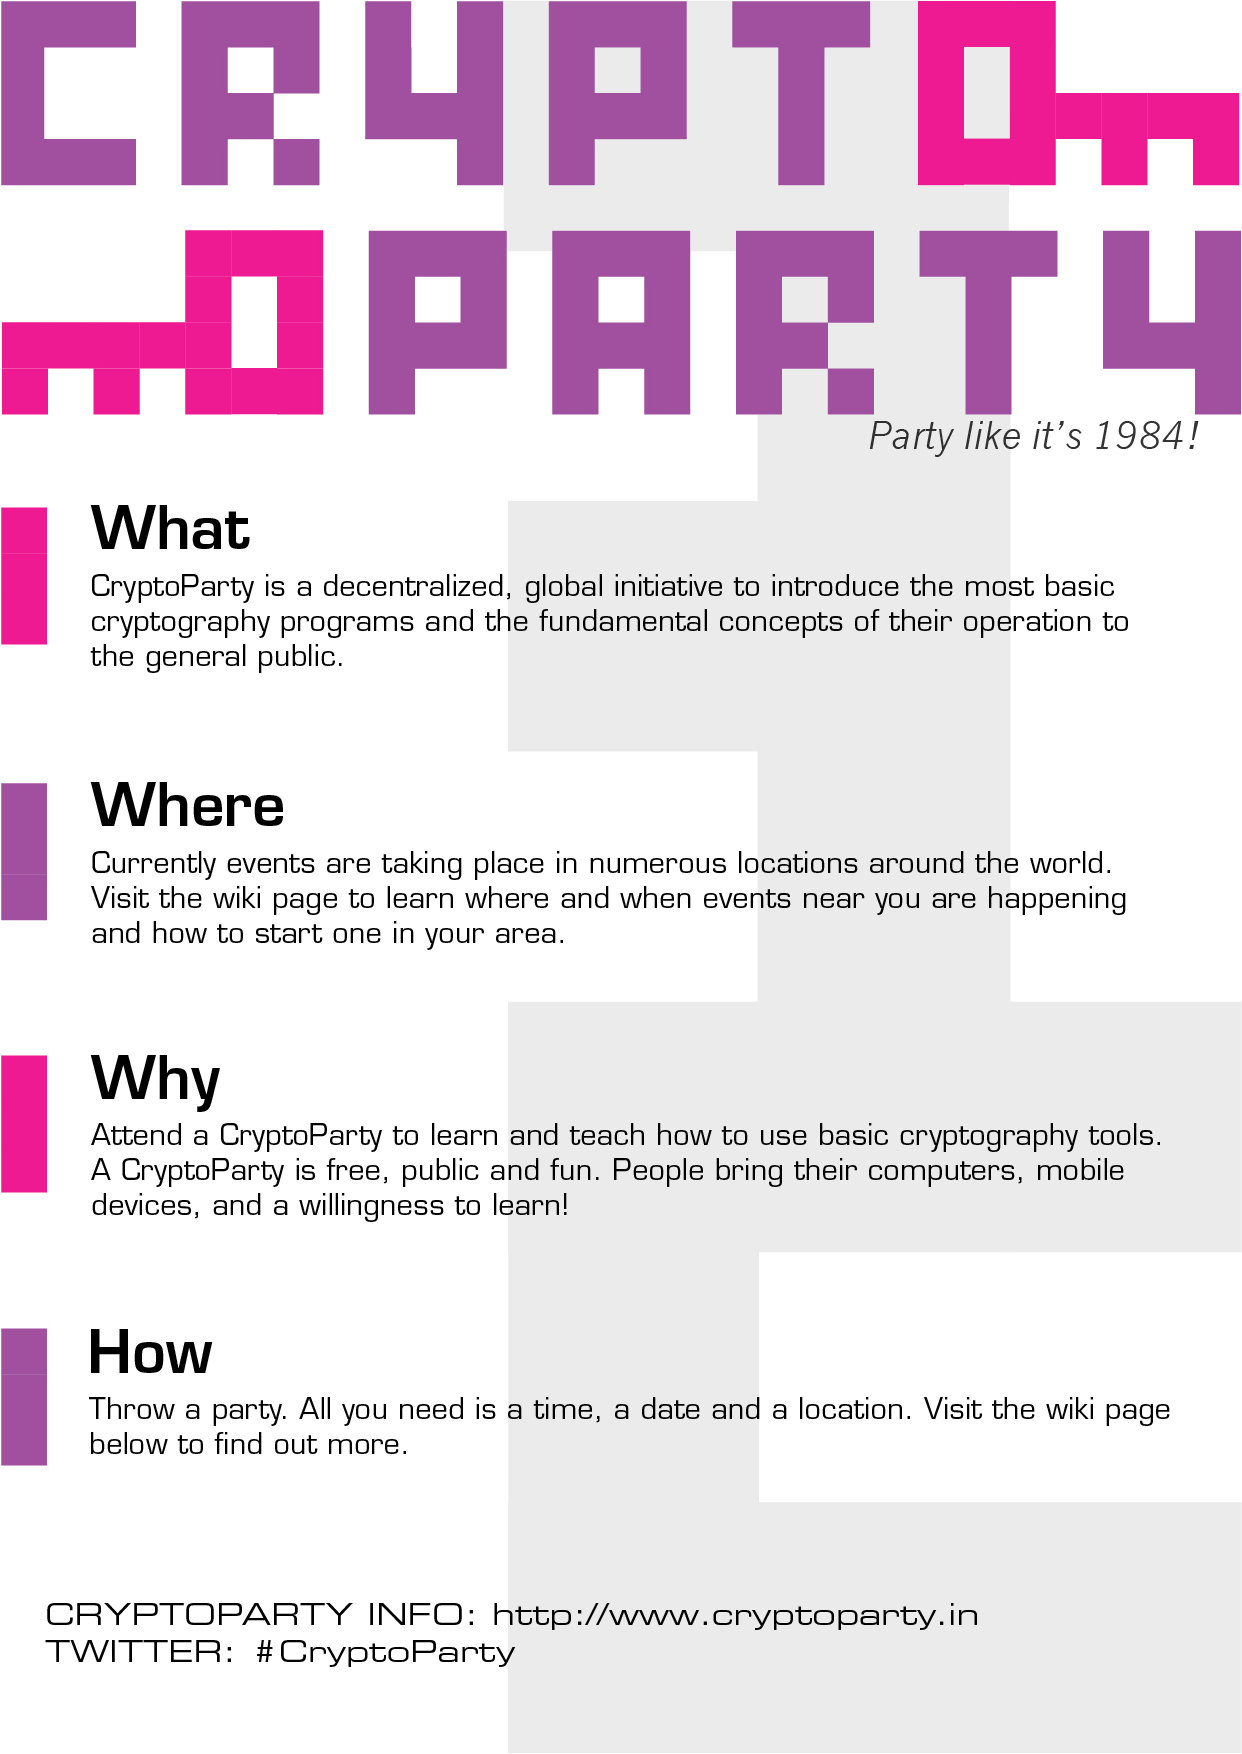 CRYPTO
PARTY
Party like it's 1984!
What
CryptoParty is a decentralized, global initiative to introduce the most basic
cryptography programs and the fundamental concepts of their operation to
the general public.
Where
Currently events are taking place in numerous locations around the world.
Visit the wiki page to learn where and when events near you are happening
and how to start one in your area.
Why
Attend a CryptoParty to learn and teach how to use basic cryptography tools.
A CryptoParty is free, public and fun. People bring their computers, mobile
devices, and a willingness to learn!
How
Throw a party. All you need is a time, a date and a location. Visit the wiki page
below to find out more.
CRYPTOPARTY INFO: http://www.cryptoparty.in
TWITTER: #CryptoParty